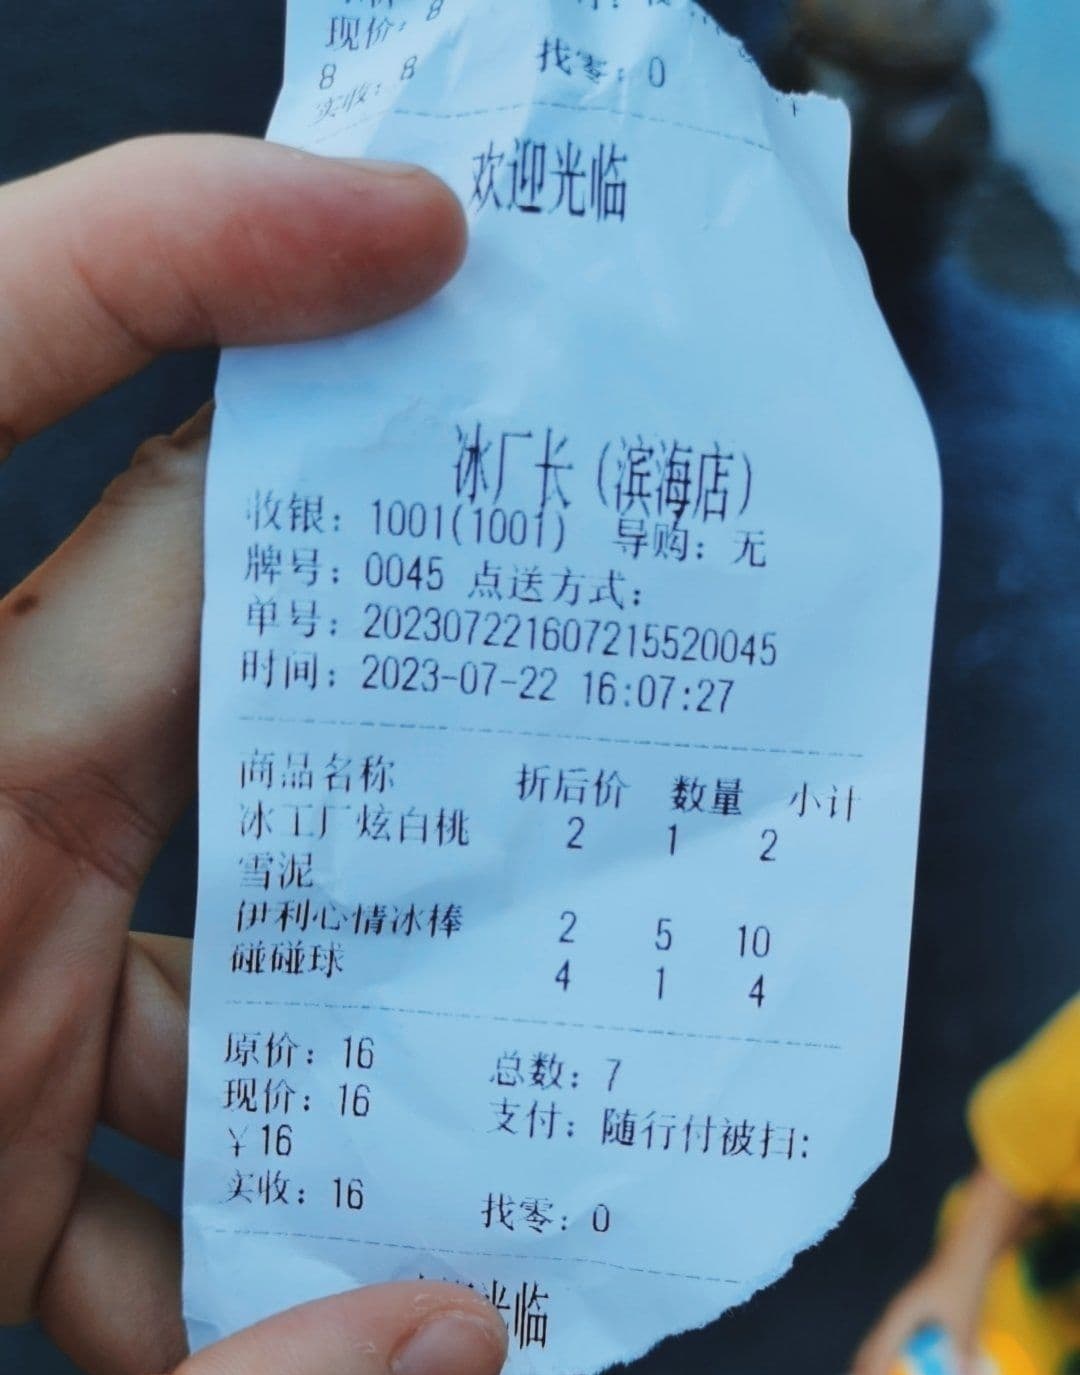 现价: 8
8
实收: 8 找零: 0
欢迎光临
冰厂长 (滨海店)
收银: 1001(1001) 导购: 无
牌号: 0045 点送方式:
单号: 2023072216072155520045
时间: 2023-07-22 16:07:27
商品名称 折后价 数量 小计
冰工厂炫白桃 2 1 2
雪泥
伊利心情冰棒 2 5 10
碰碰球 4 1 4
原价: 16 总数: 7
现价: 16 支付: 随行付被扫:
¥16
实收: 16 找零: 0
光临